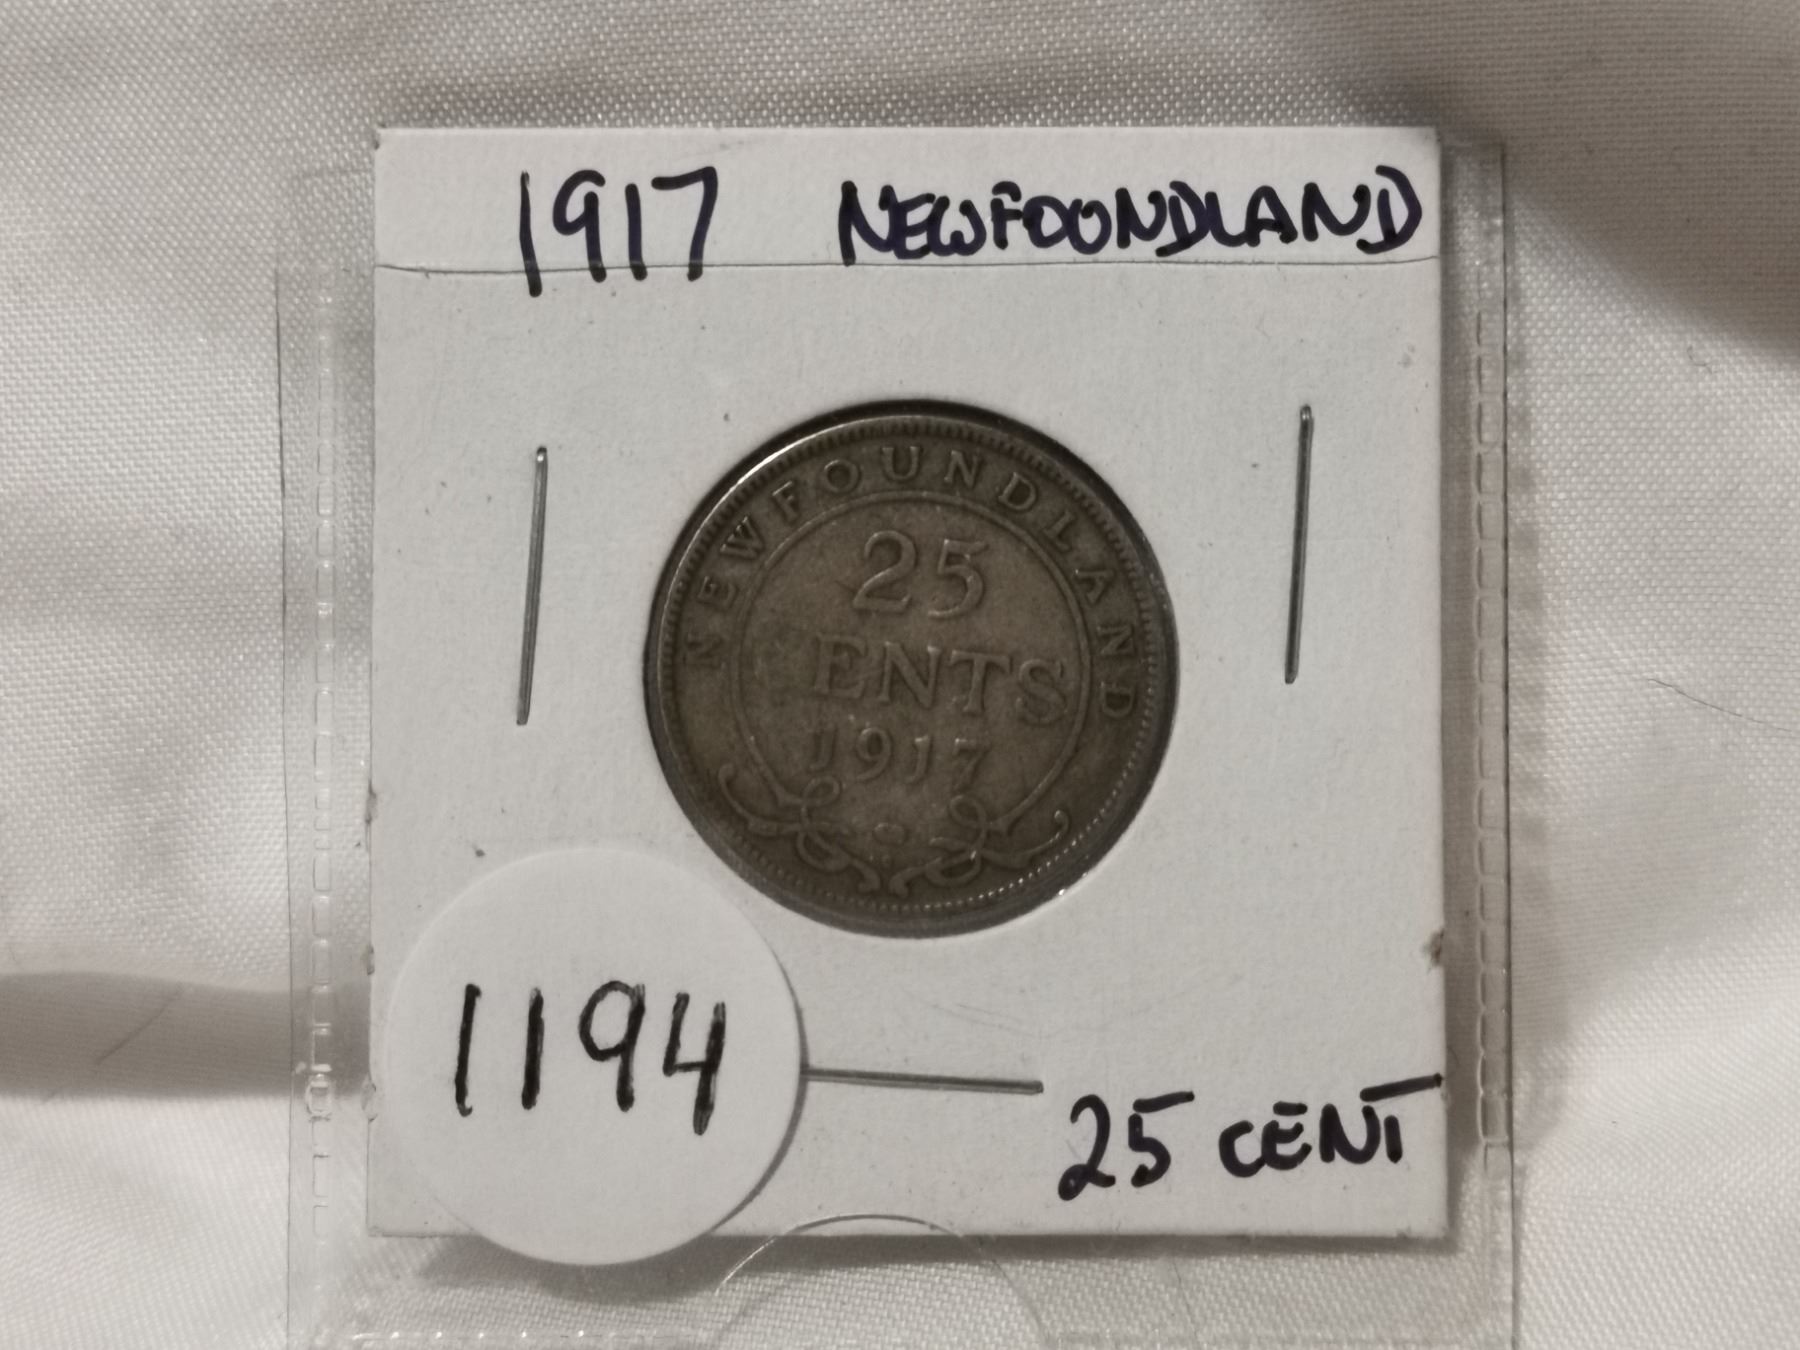 1917 NEWFOUNDLAND
NEWFOUNDLAND
25
CENTS
1917
C
1194
25 CENT